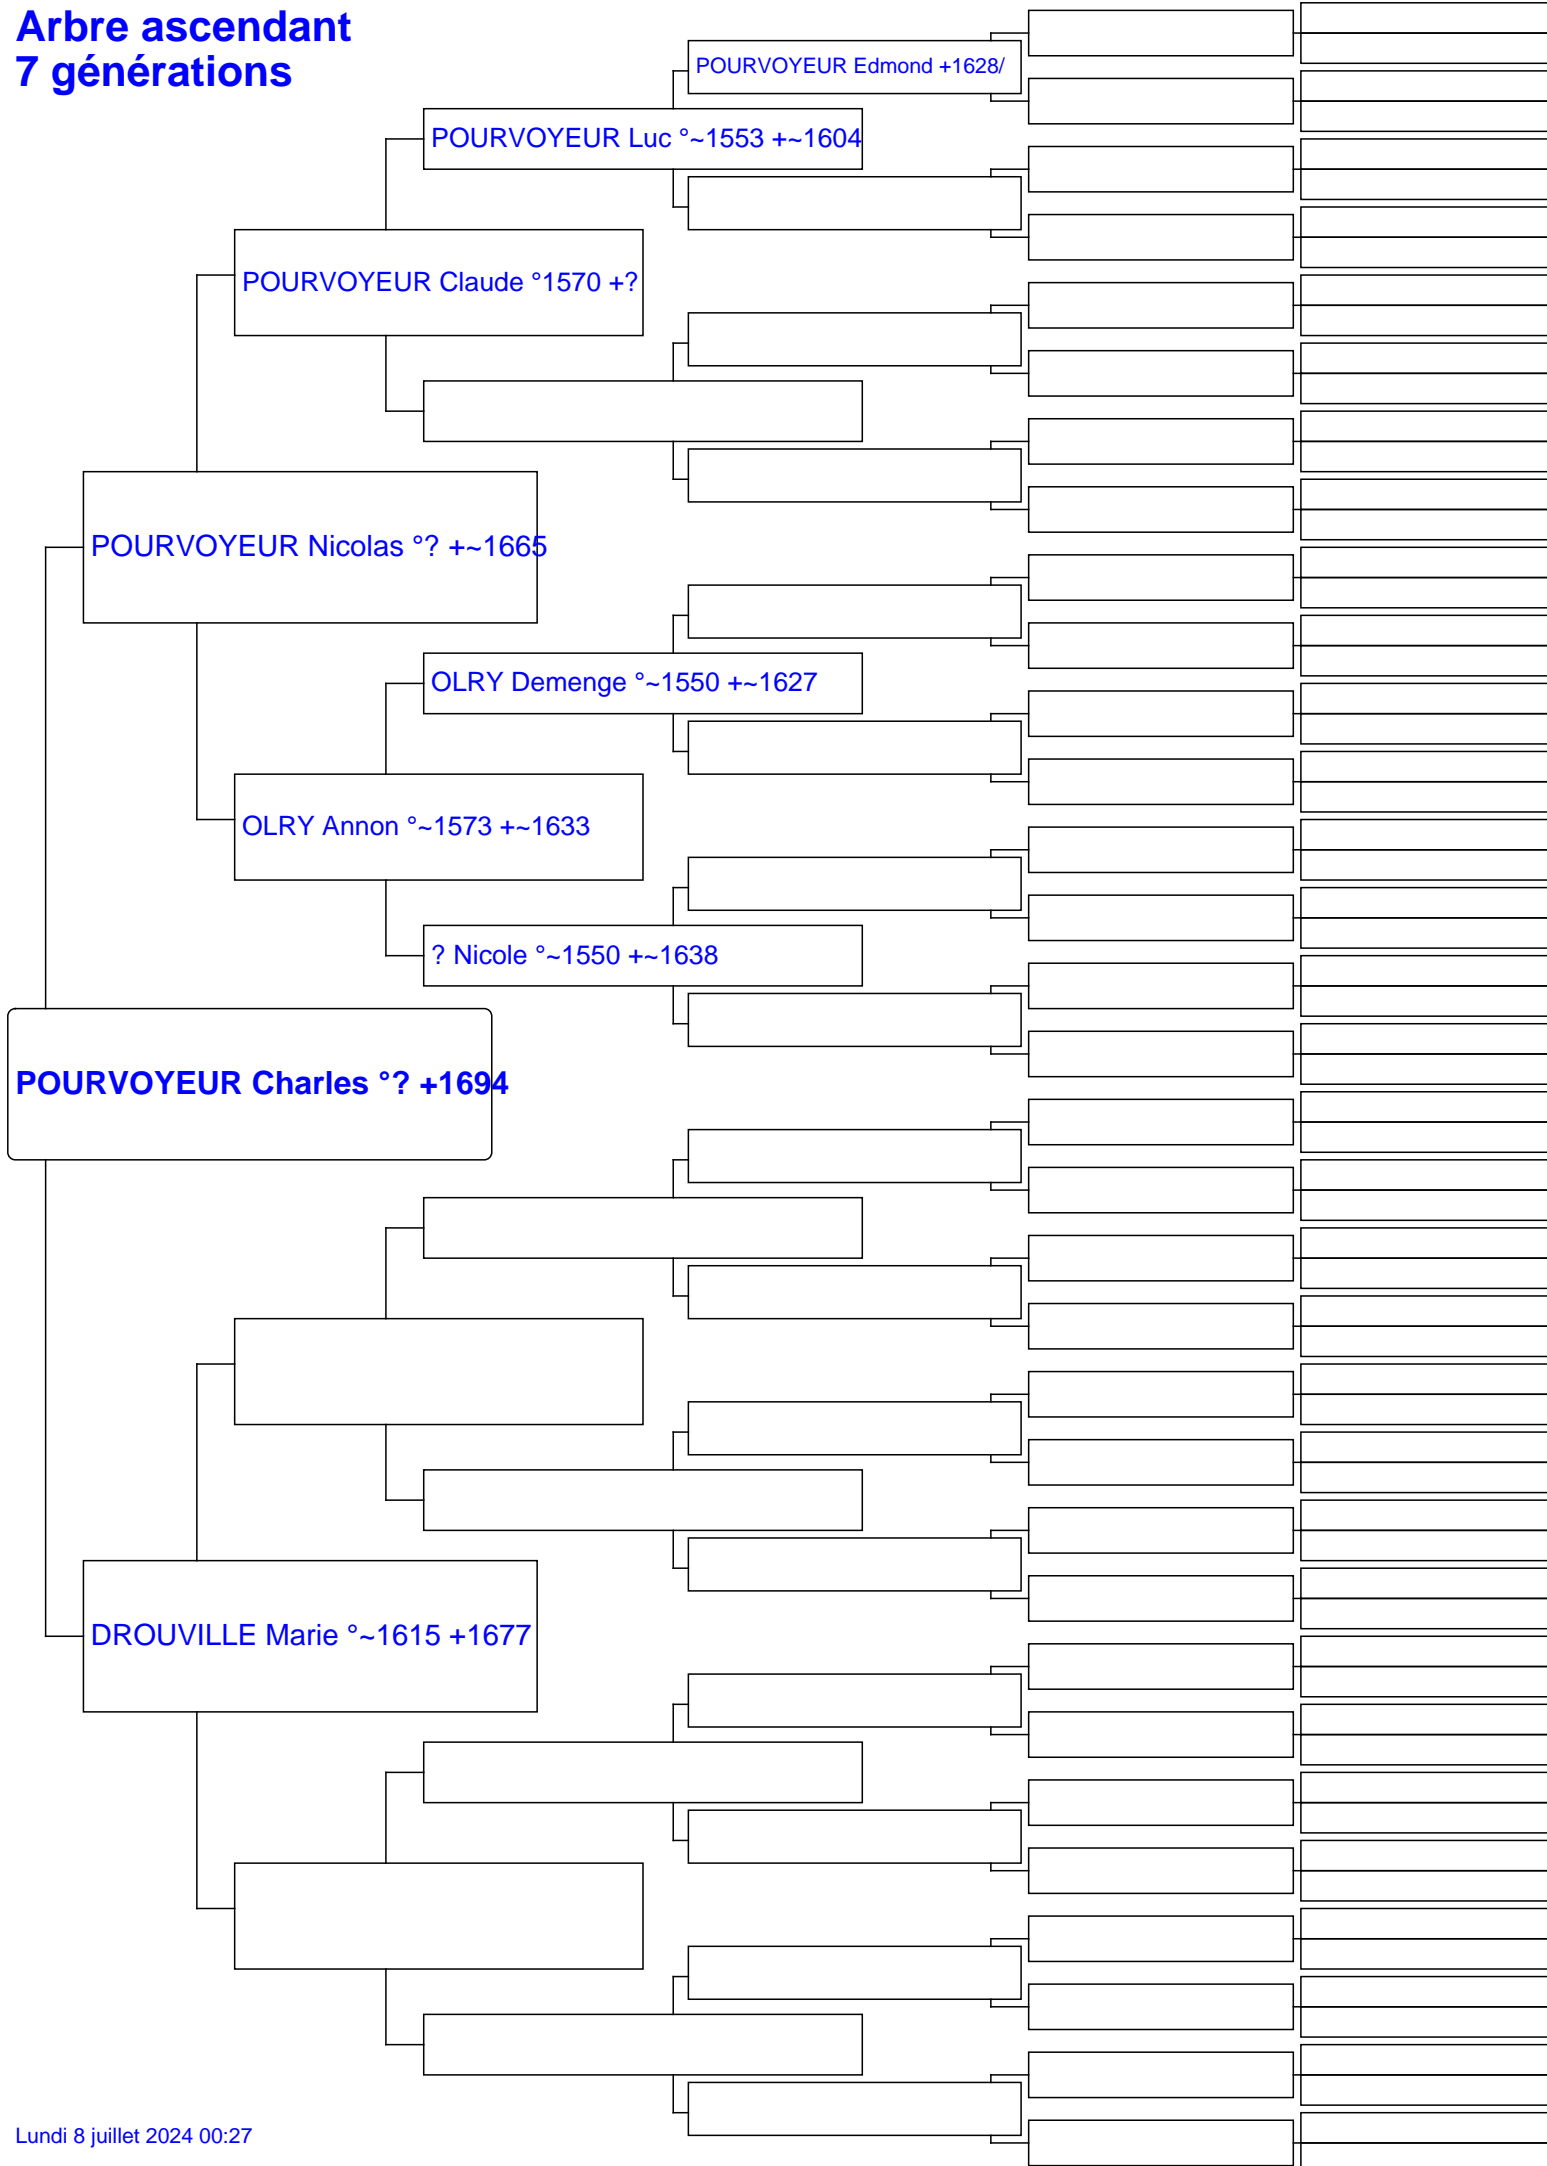 Arbre ascendant
7 générations
POURVOYEUR Edmond +1628/
POURVOYEUR Luc °~1553 +~1604
POURVOYEUR Claude °1570 +?
POURVOYEUR Nicolas °? +~1665
OLRY Demenge °~1550 +~1627
OLRY Annon °~1573 +~1633
? Nicole °~1550 +~1638
POURVOYEUR Charles °? +1694
DROUVILLE Marie °~1615 +1677
Lundi 8 juillet 2024 00:27